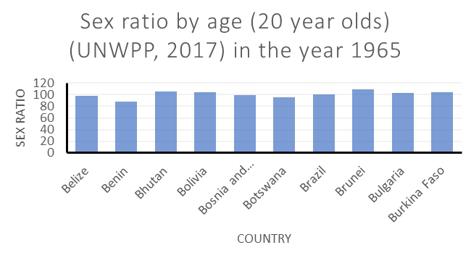 Sex ratio by age (20 year olds)
(UNWPP, 2017) in the year 1965
SEX RATIO
120
100
80
60
40
20
0
Belize
Benin
Bhutan
Bolivia
Bosnia and...
Botswana
Brazil
Brunei
Bulgaria
Burkina Faso
COUNTRY